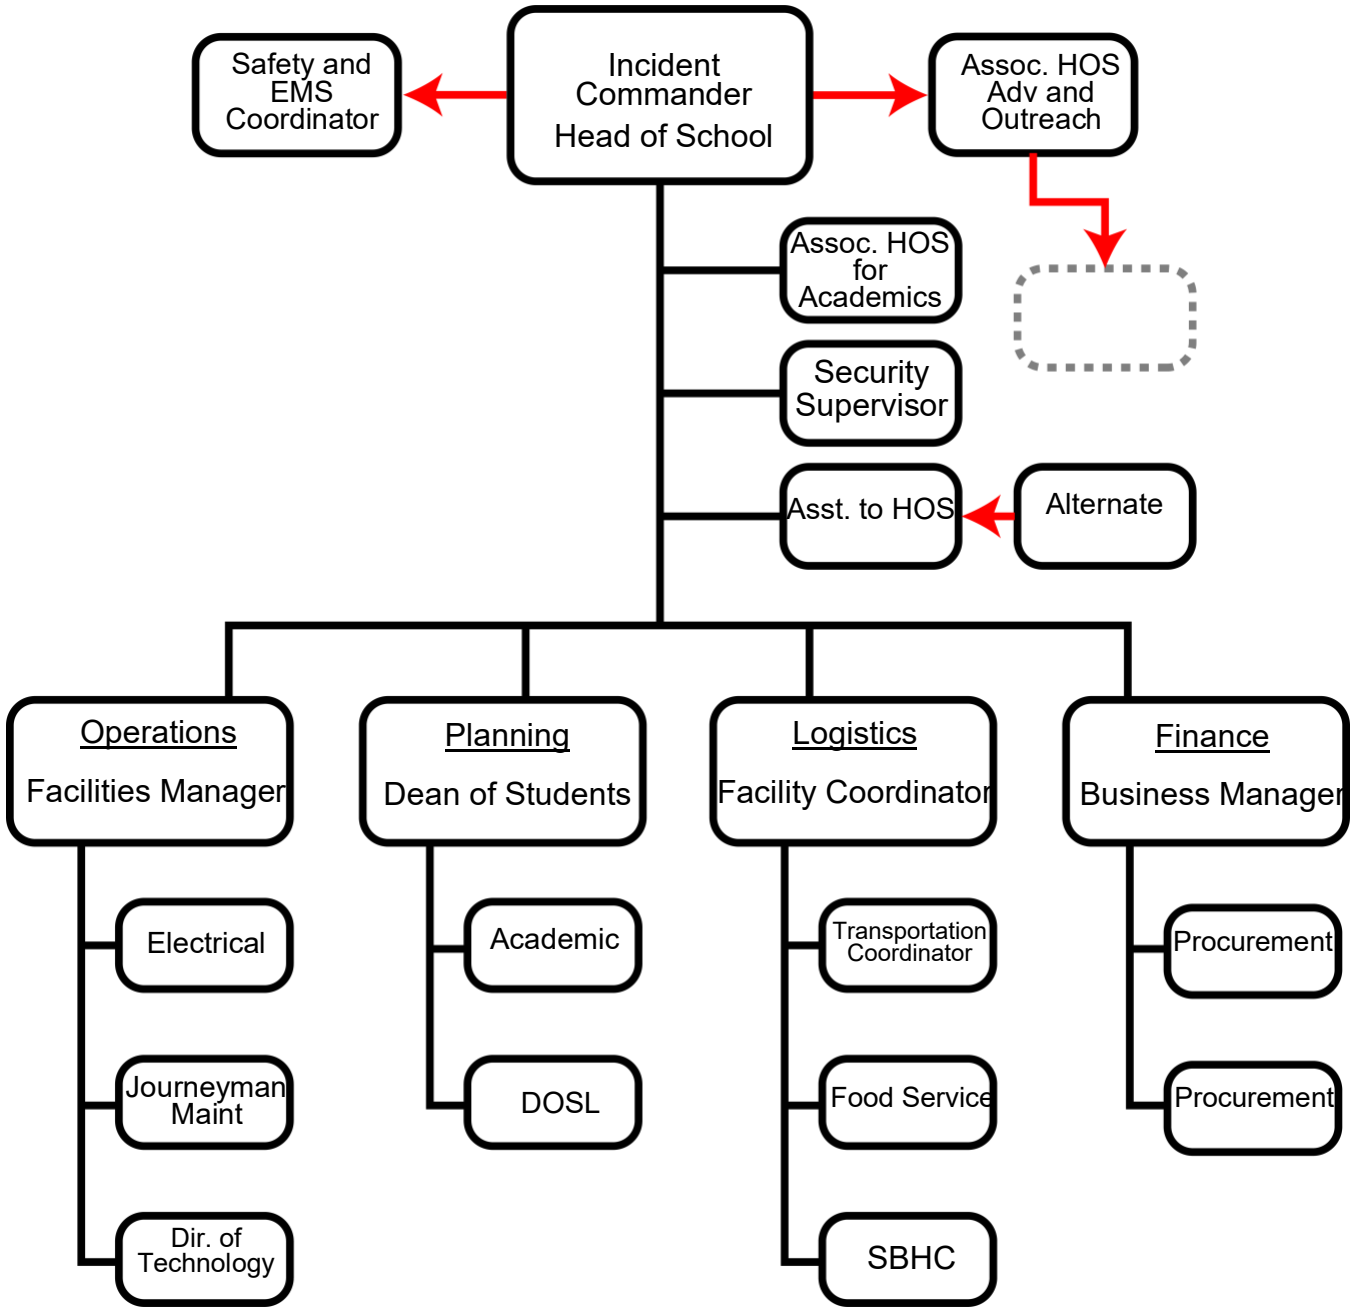 Safety and
EMS
Coordinator
Incident
Commander
Head of School
Assoc. HOS
Adv and
Outreach
Assoc. HOS
for
Academics
Security
Supervisor
Asst. to HOS
Alternate
Operations
Facilities Manager
Planning
Dean of Students
Logistics
Facility Coordinator
Finance
Business Manager
Electrical
Journeyman
Maint
Dir. of
Technology
Academic
DOSL
Transportation
Coordinator
Food Service
SBHC
Procurement
Procurement